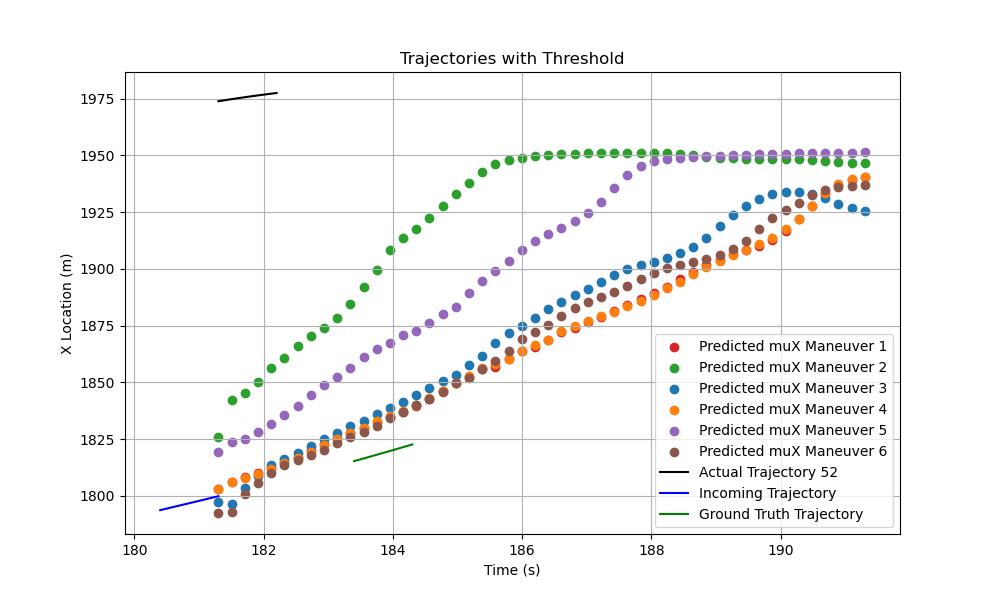 Trajectories with Threshold
X Location (m)
1975
1950
1925
1900
1875
1850
1825
1800
180
182
184
186
188
190
Time (s)
Predicted muX Maneuver 1
Predicted muX Maneuver 2
Predicted muX Maneuver 3
Predicted muX Maneuver 4
Predicted muX Maneuver 5
Predicted muX Maneuver 6
Actual Trajectory 52
Incoming Trajectory
Ground Truth Trajectory